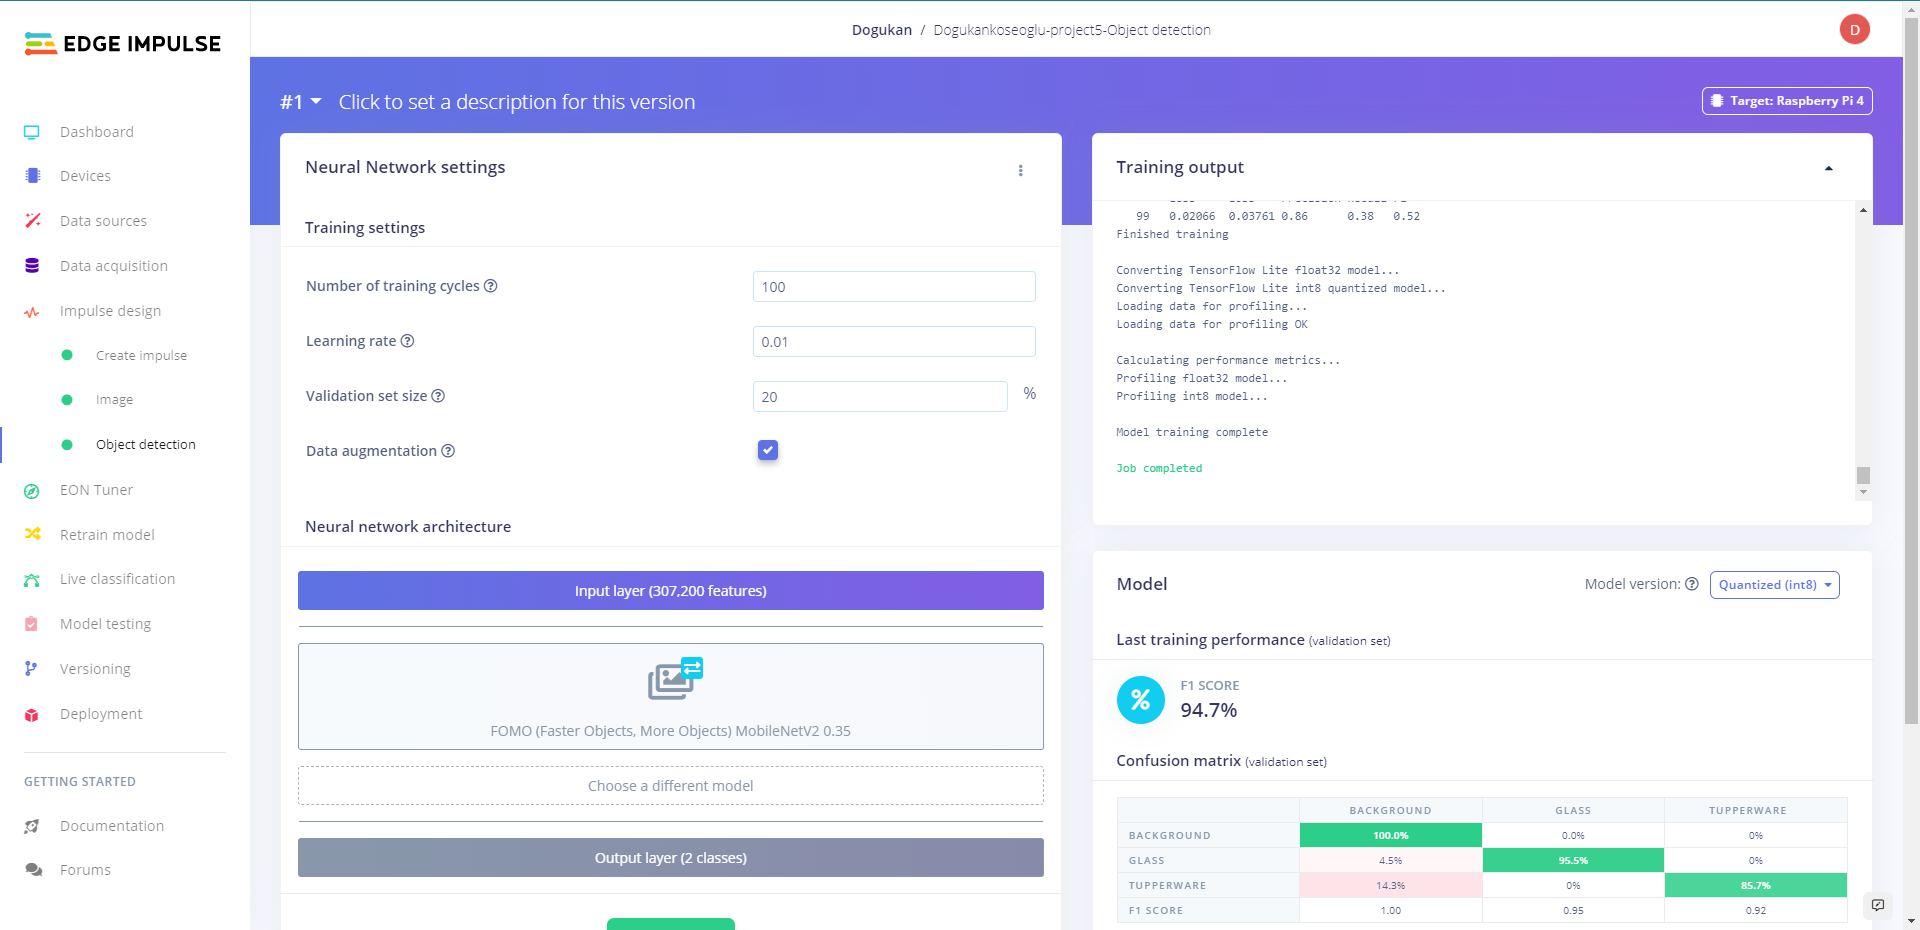 EDGE IMPULSE
Dogukan / Dogukankoseoglu-project5-Object detection
D
Dashboard
Devices
Data sources
Data acquisition
Impulse design
Create impulse
Image
Object detection
EON Tuner
Retrain model
Live classification
Model testing
Versioning
Deployment
GETTING STARTED
Documentation
Forums
#1 Click to set a description for this version
Target: Raspberry Pi 4
Neural Network settings
Training settings
Number of training cycles ?
100
Learning rate ?
0.01
Validation set size ?
20
%
Data augmentation ?
Neural network architecture
Input layer (307,200 features)
FOMO (Faster Objects, More Objects) MobileNetV2 0.35
Choose a different model
Output layer (2 classes)
Training output
99 0.02066 0.03761 0.86 0.38 0.52
Finished training
Converting TensorFlow Lite float32 model...
Converting TensorFlow Lite int8 quantized model...
Loading data for profiling...
Loading data for profiling OK
Calculating performance metrics...
Profiling float32 model...
Profiling int8 model...
Model training complete
Job completed
Model
Model version: ? Quantized (int8)
Last training performance (validation set)
%
F1 SCORE
94.7%
Confusion matrix (validation set)
BACKGROUND GLASS TUPPERWARE
BACKGROUND 100.0% 0.0% 0%
GLASS 4.5% 95.5% 0%
TUPPERWARE 14.3% 0% 85.7%
F1 SCORE 1.00 0.95 0.92